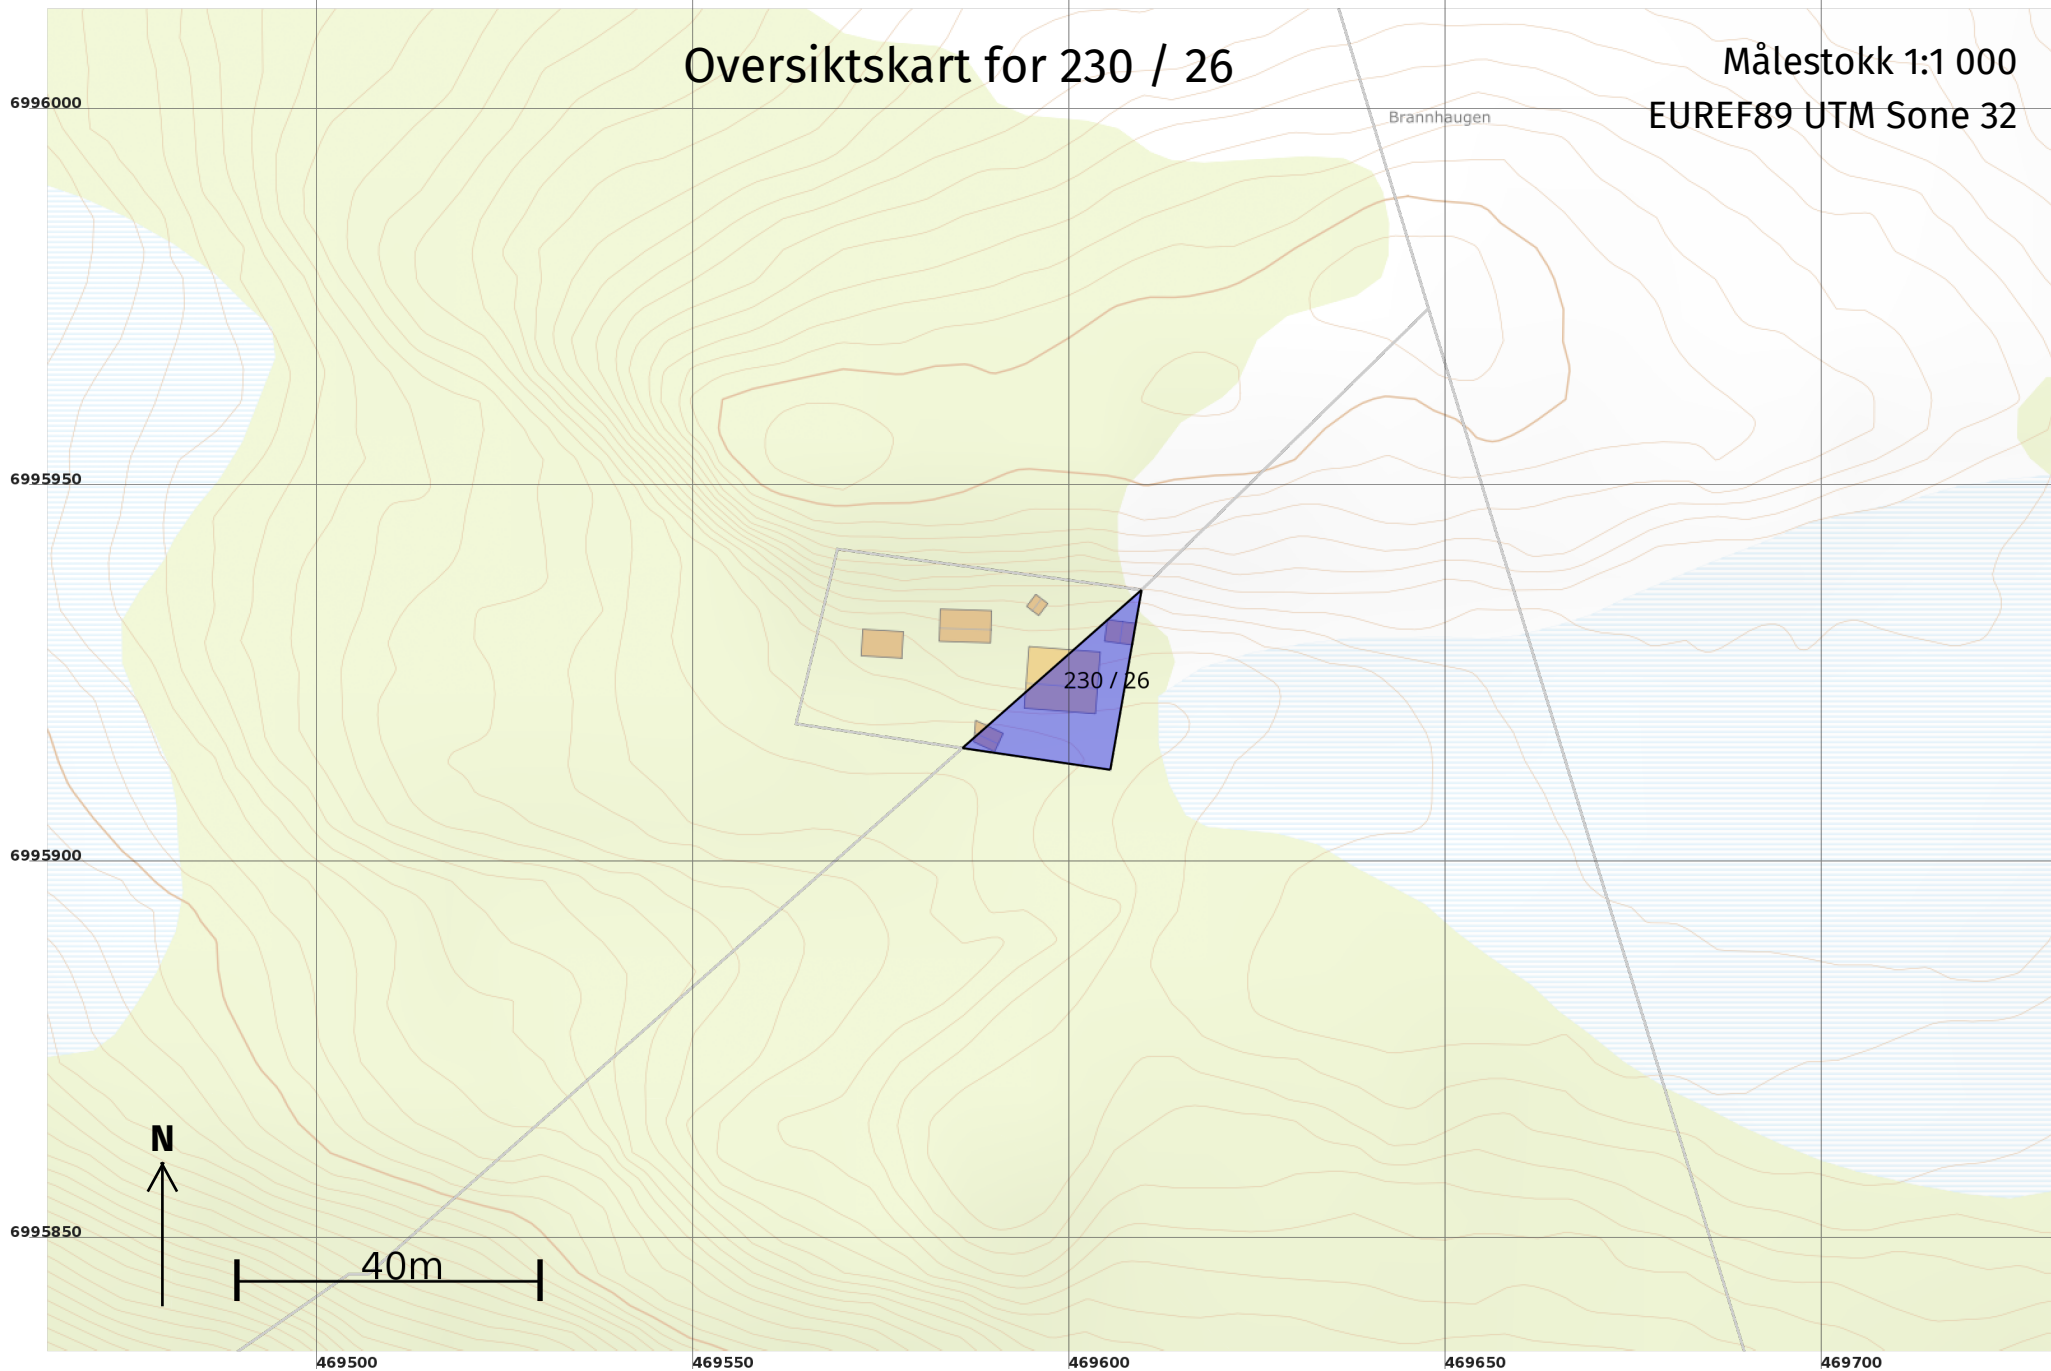 Oversiktskart for 230 / 26
Målestokk 1:1 000
EUREF89 UTM Sone 32
6996000
Brannhaugen
6995950
230 / 26
6995900
N
6995850
40m
469500
469550
469600
469650
469700